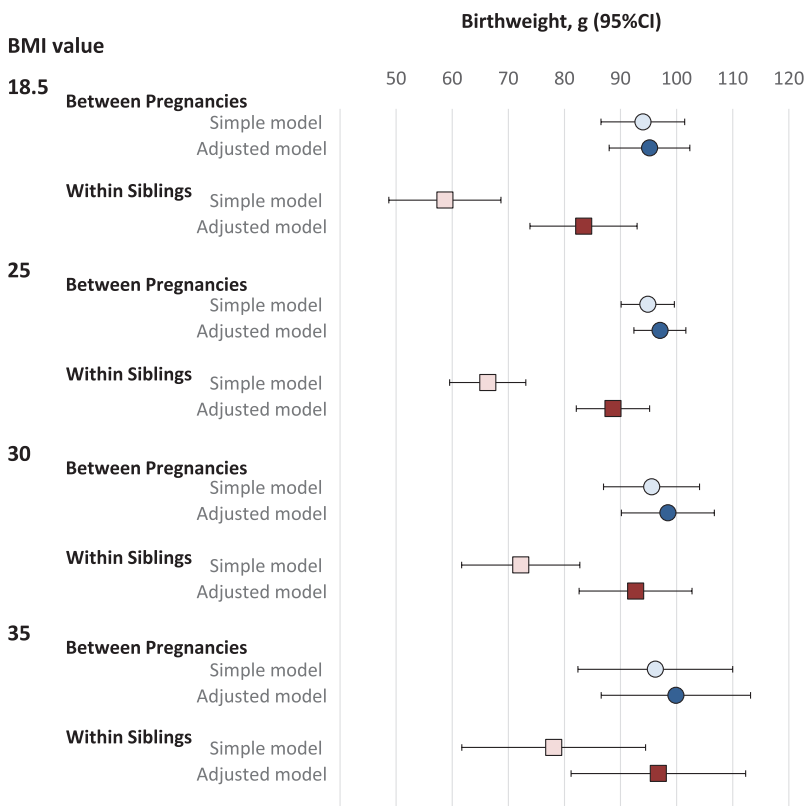 Birthweight, g (95%CI)
BMI value
50 60 70 80 90 100 110 120
18.5
Between Pregnancies
Simple model
Adjusted model
Within Siblings
Simple model
Adjusted model
25
Between Pregnancies
Simple model
Adjusted model
Within Siblings
Simple model
Adjusted model
30
Between Pregnancies
Simple model
Adjusted model
Within Siblings
Simple model
Adjusted model
35
Between Pregnancies
Simple model
Adjusted model
Within Siblings
Simple model
Adjusted model